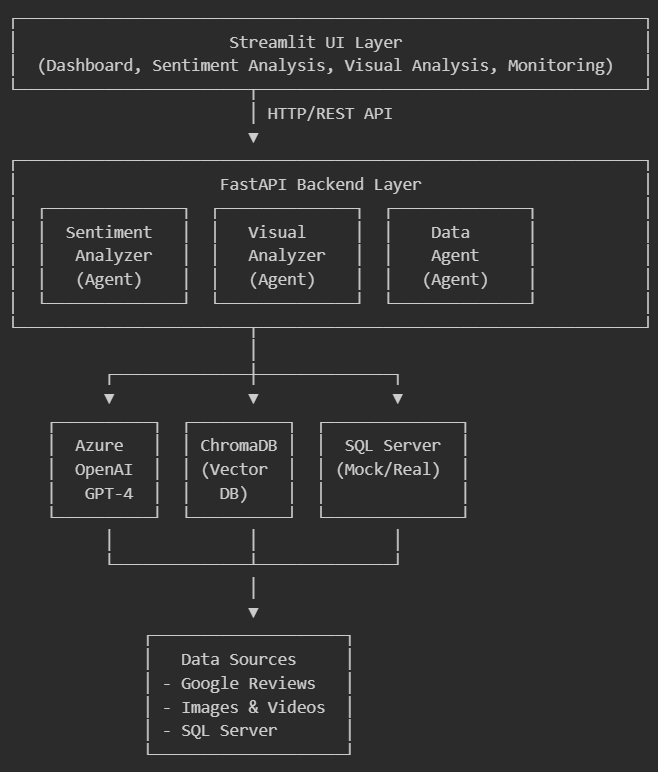 Streamlit UI Layer
(Dashboard, Sentiment Analysis, Visual Analysis, Monitoring)
HTTP/REST API
FastAPI Backend Layer
Sentiment
Analyzer
(Agent)
Visual
Analyzer
(Agent)
Data
Agent
(Agent)
Azure
OpenAI
GPT-4
ChromaDB
(Vector
DB)
SQL Server
(Mock/Real)
Data Sources
- Google Reviews
- Images & Videos
- SQL Server